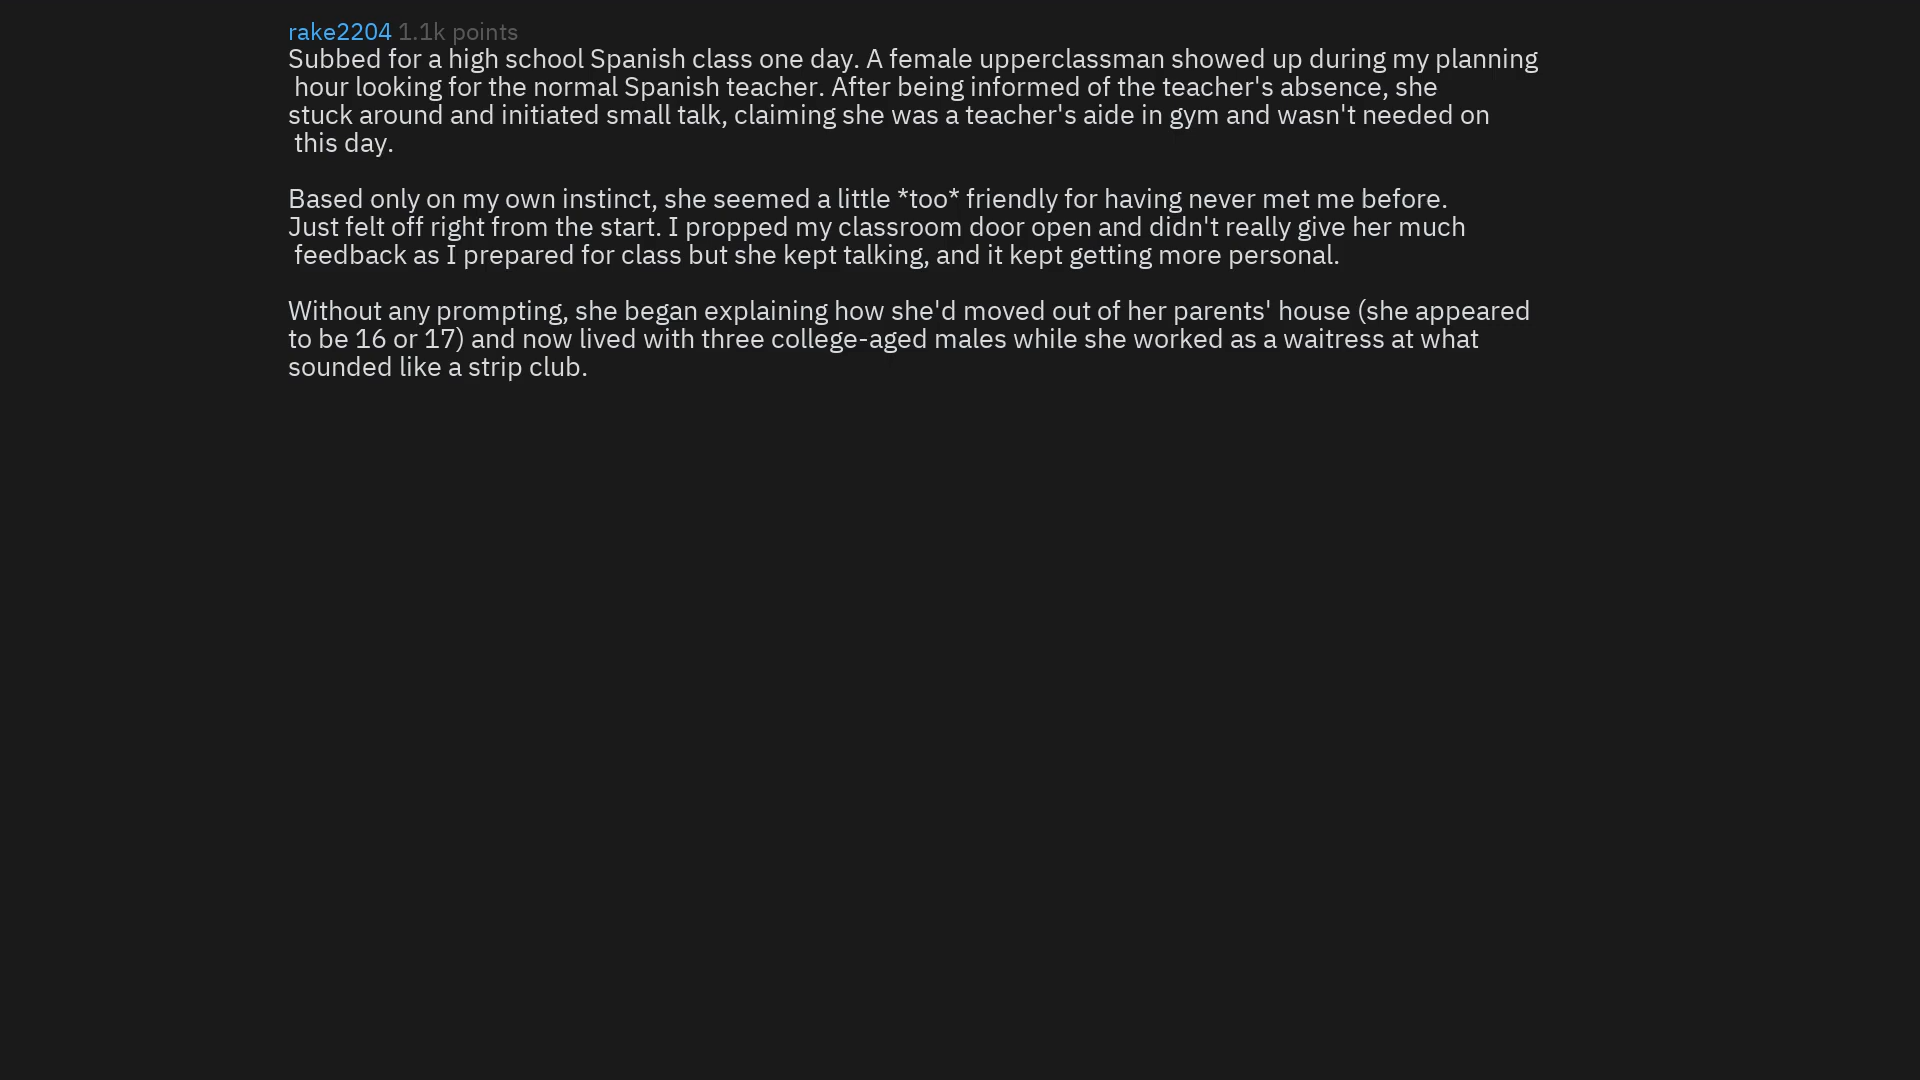 rake2204 1.1k points
Subbed for a high school Spanish class one day. A female upperclassman showed up during my planning
hour looking for the normal Spanish teacher. After being informed of the teacher's absence, she
stuck around and initiated small talk, claiming she was a teacher's aide in gym and wasn't needed on
this day.
Based only on my own instinct, she seemed a little *too* friendly for having never met me before.
Just felt off right from the start. I propped my classroom door open and didn't really give her much
feedback as I prepared for class but she kept talking, and it kept getting more personal.
Without any prompting, she began explaining how she'd moved out of her parents' house (she appeared
to be 16 or 17) and now lived with three college-aged males while she worked as a waitress at what
sounded like a strip club.